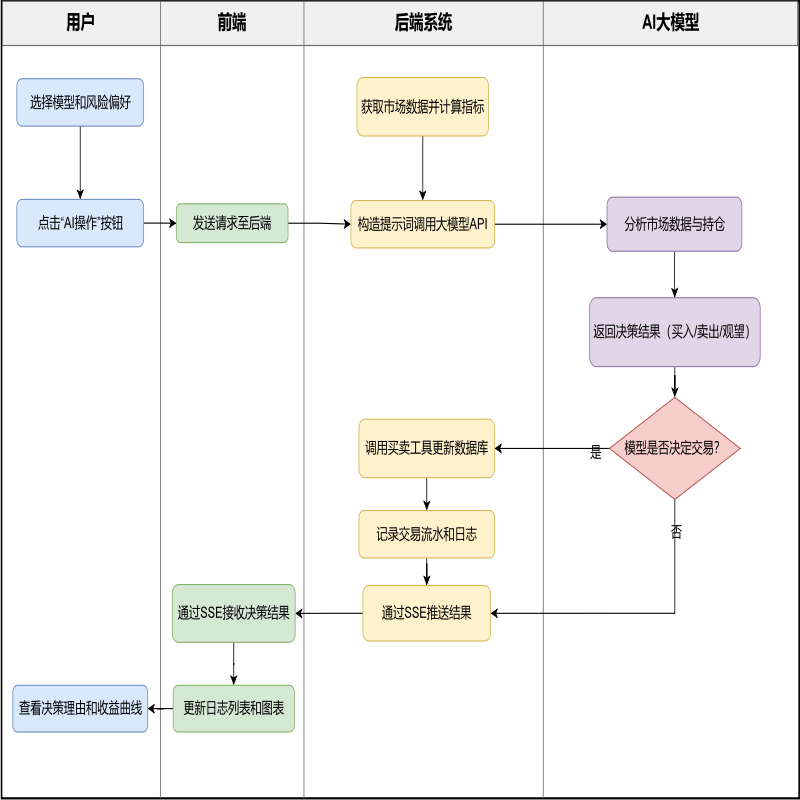 用户
前端
后端系统
AI大模型
选择模型和风险偏好
获取市场数据并计算指标
点击“AI操作”按钮
发送请求至后端
构造提示词调用大模型API
分析市场数据与持仓
返回决策结果（买入/卖出/观望）
模型是否决定交易？
是
调用买卖工具更新数据库
否
记录交易流水和日志
通过SSE推送结果
通过SSE接收决策结果
更新日志列表和图表
查看决策理由和收益曲线